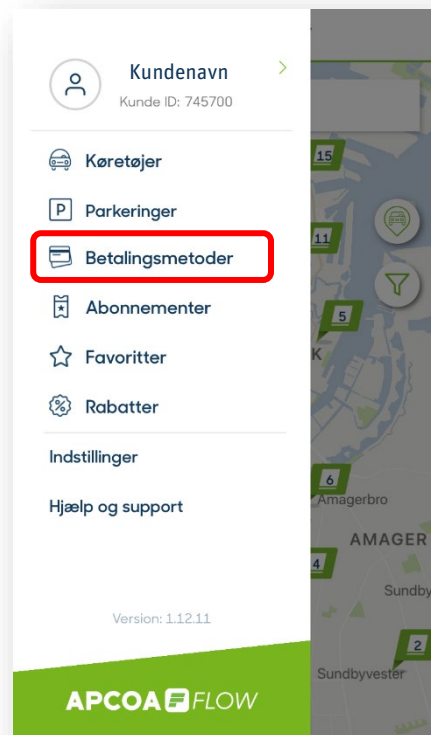 Kundenavn
Kunde ID: 745700
Køretøjer
P Parkeringer
Betalingsmetoder
Abonnementer
Favoritter
% Rabatter
Indstillinger
Hjælp og support
Version: 1.12.11
APCOA FLOW
15
11
5
K
6
Amagerbro
AMAGER
4
Sundby
2
Sundbyvester